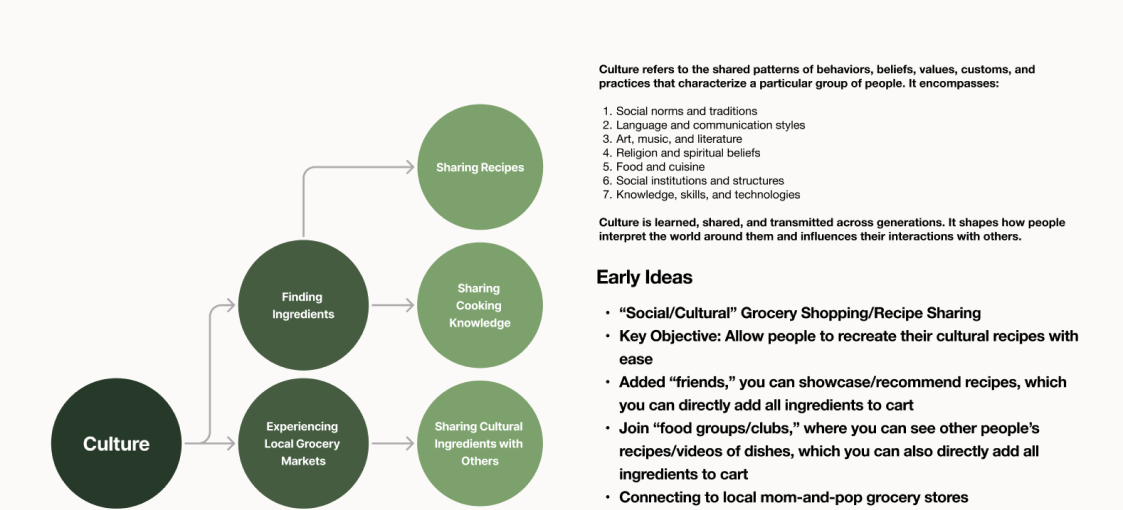 Sharing Recipes
Finding
Ingredients
Sharing
Cooking
Knowledge
Culture
Experiencing
Local Grocery
Markets
Sharing Cultural
Ingredients with
Others
Culture refers to the shared patterns of behaviors, beliefs, values, customs, and
practices that characterize a particular group of people. It encompasses:
1. Social norms and traditions
2. Language and communication styles
3. Art, music, and literature
4. Religion and spiritual beliefs
5. Food and cuisine
6. Social institutions and structures
7. Knowledge, skills, and technologies
Culture is learned, shared, and transmitted across generations. It shapes how people
interpret the world around them and influences their interactions with others.
Early Ideas
• “Social/Cultural” Grocery Shopping/Recipe Sharing
• Key Objective: Allow people to recreate their cultural recipes with
ease
• Added “friends,” you can showcase/recommend recipes, which
you can directly add all ingredients to cart
• Join “food groups/clubs,” where you can see other people’s
recipes/videos of dishes, which you can also directly add all
ingredients to cart
• Connecting to local mom-and-pop grocery stores